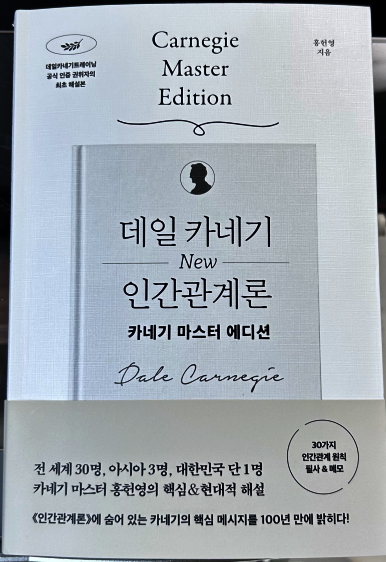 Carnegie
Master
Edition
데일카네기트레이닝
공식 인증 권위자의
최초 해설본
홍헌영
지음
데일 카네기
New
인간관계론
카네기 마스터 에디션
Dale Carnegie
30가지
인간관계 원칙
필사 & 메모
전 세계 30명, 아시아 3명, 대한민국 단 1명
카네기 마스터 홍헌영의 핵심&현대적 해설
《인간관계론》에 숨어 있는 카네기의 핵심 메시지를 100년 만에 밝히다!